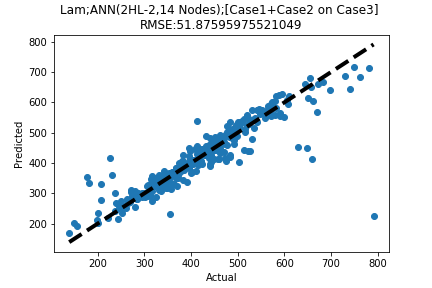 Lam;ANN(2HL-2,14 Nodes);[Case1+Case2 on Case3]
RMSE:51.87595975521049
800
700
600
500
400
300
200
Predicted
200 300 400 500 600 700 800
Actual